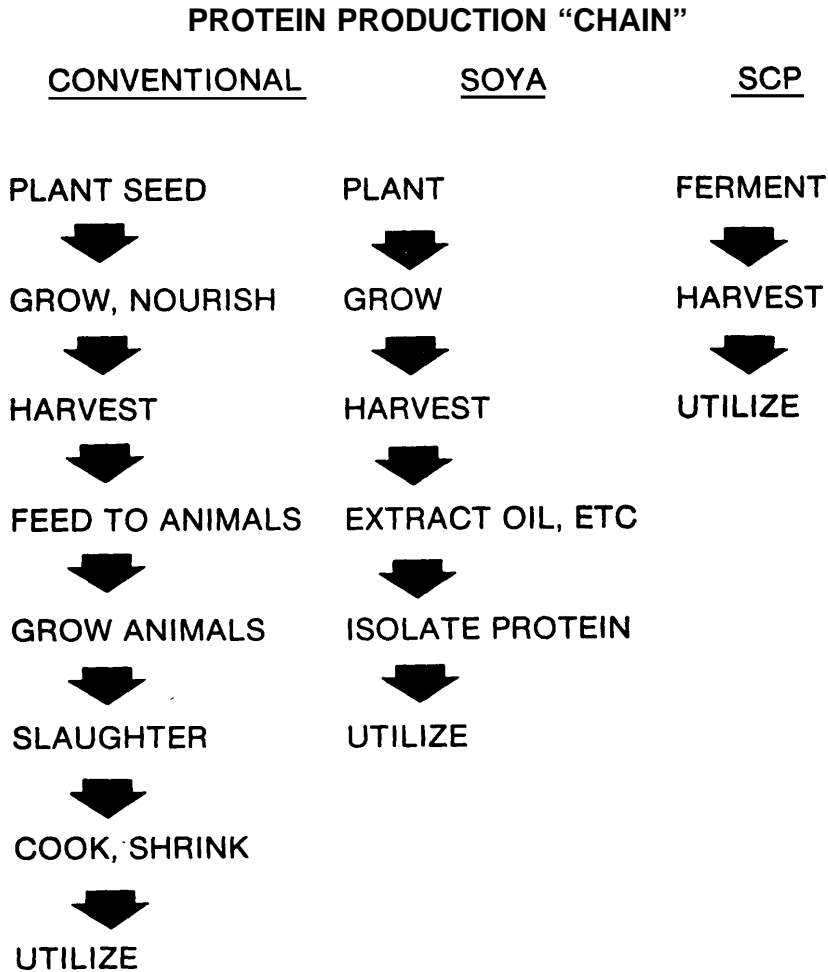 PROTEIN PRODUCTION “CHAIN”
CONVENTIONAL
SOYA
SCP
PLANT SEED
GROW, NOURISH
HARVEST
FEED TO ANIMALS
GROW ANIMALS
SLAUGHTER
COOK, SHRINK
UTILIZE
PLANT
GROW
HARVEST
EXTRACT OIL, ETC
ISOLATE PROTEIN
UTILIZE
FERMENT
HARVEST
UTILIZE